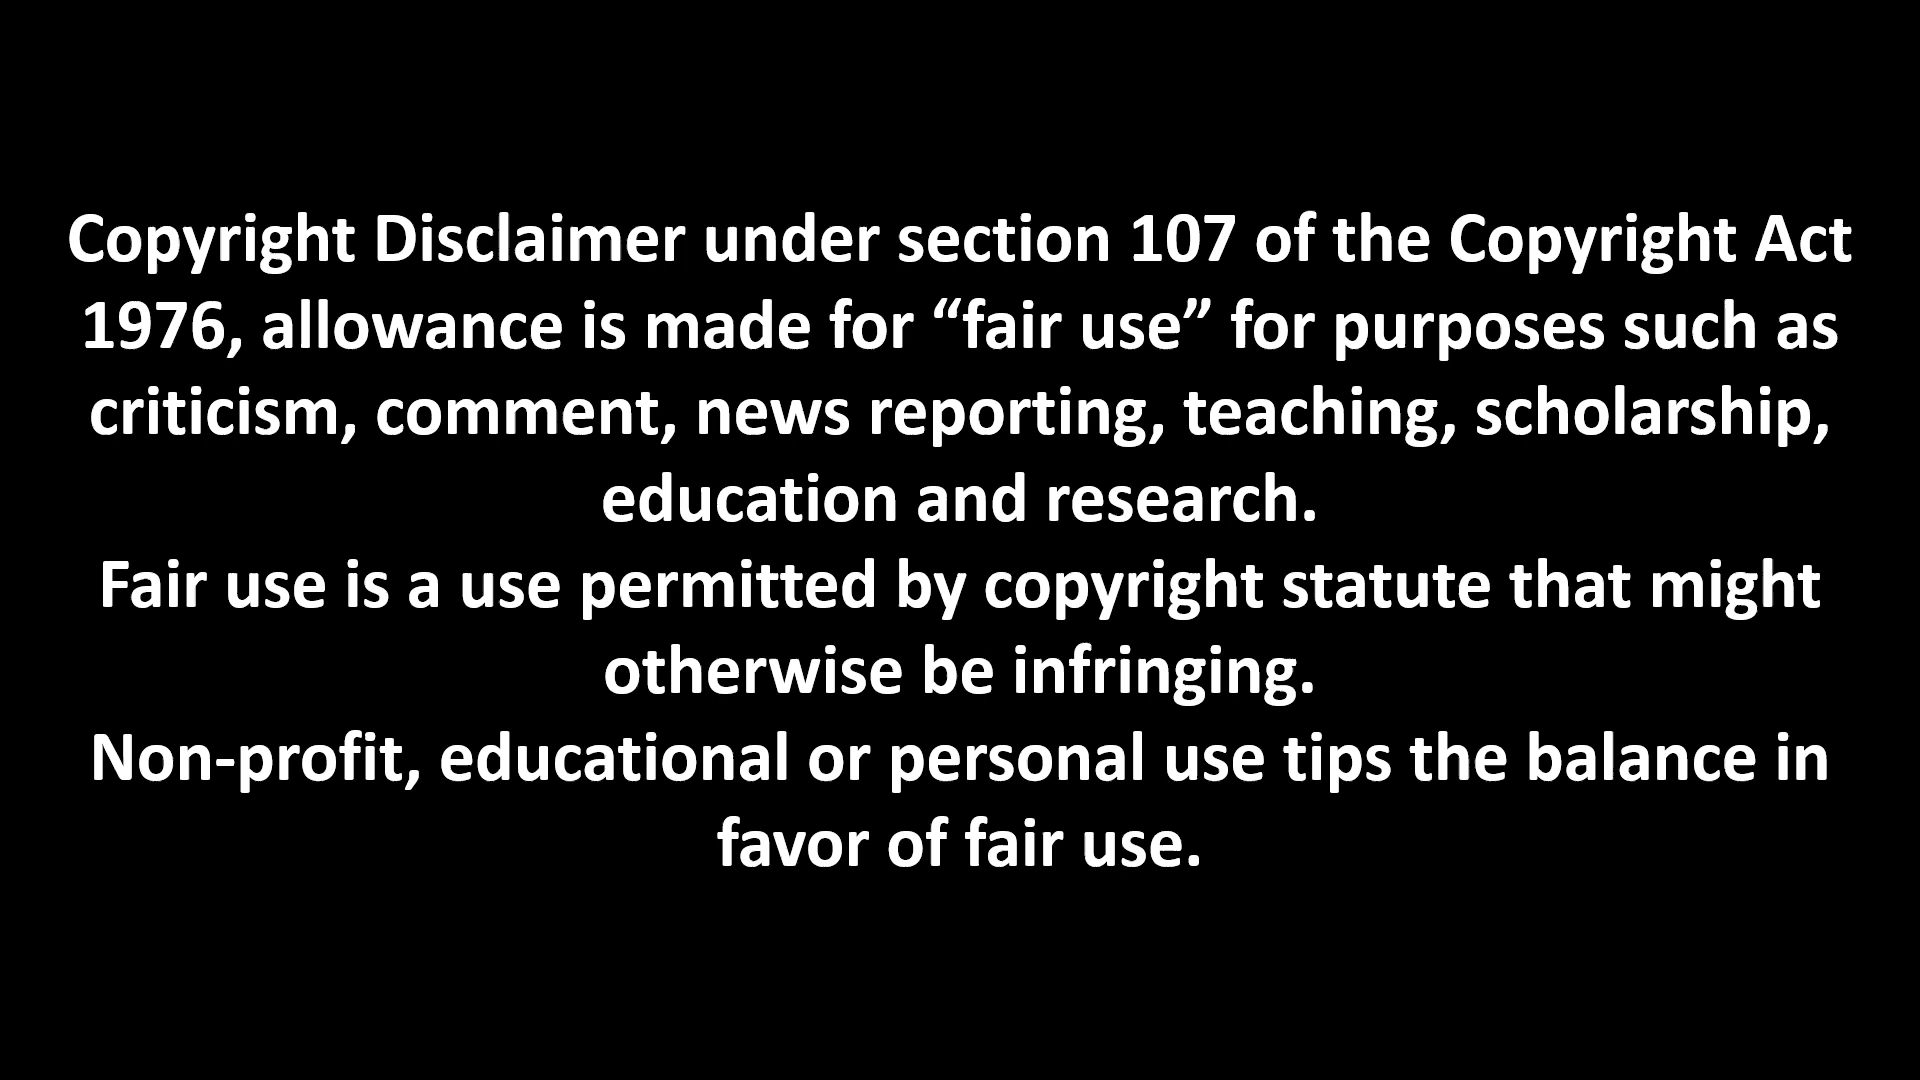 Copyright Disclaimer under section 107 of the Copyright Act
1976, allowance is made for “fair use” for purposes such as
criticism, comment, news reporting, teaching, scholarship,
education and research.
Fair use is a use permitted by copyright statute that might
otherwise be infringing.
Non-profit, educational or personal use tips the balance in
favor of fair use.